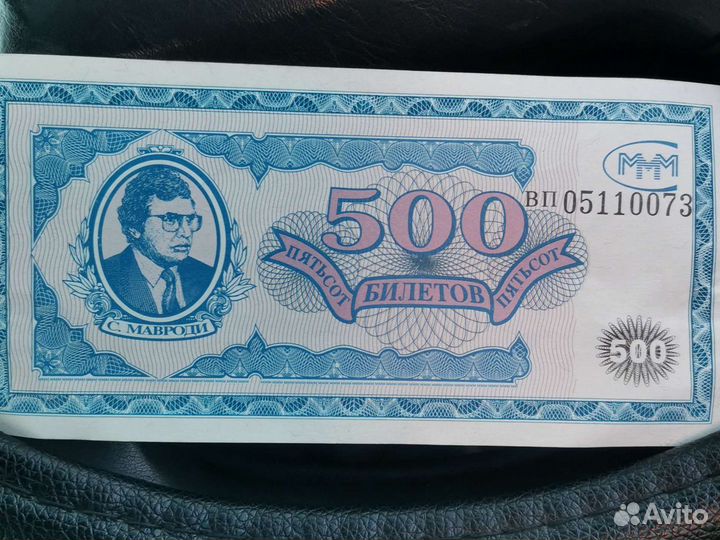 МММ
500
ВП 05110073
ПЯТЬСОТ
БИЛЕТОВ
ПЯТЬСОТ
С. МАВРОДИ
500
Avito